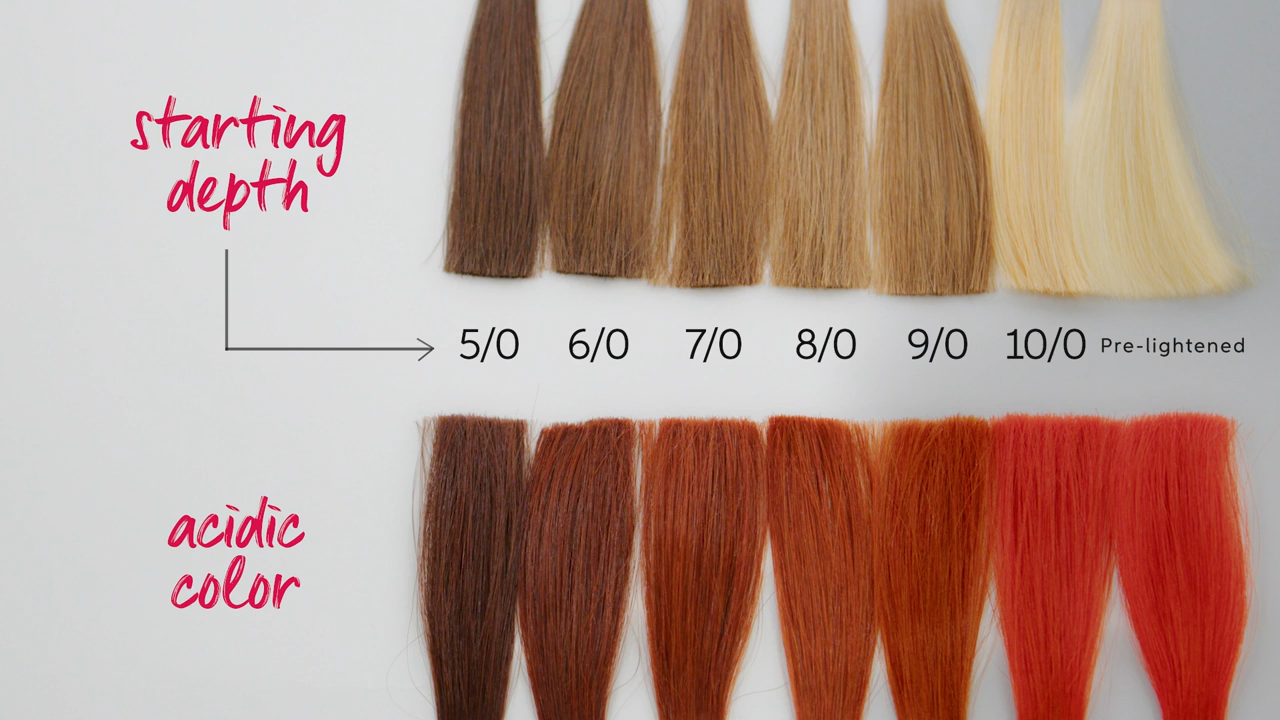 starting
depth
5/0 6/0 7/0 8/0 9/0 10/0 Pre-lightened
acidic
color